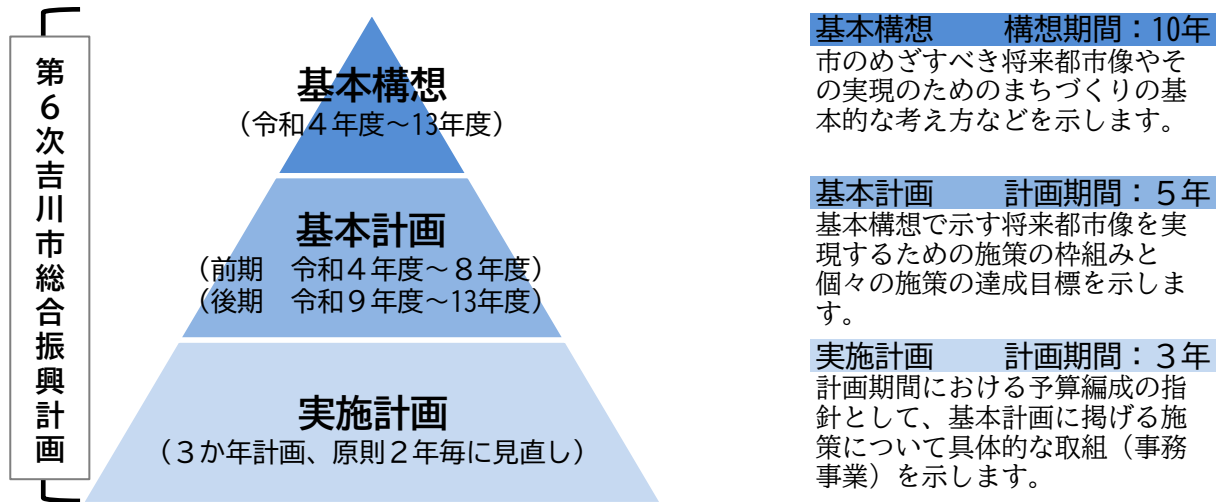 第６次吉川市総合振興計画
基本構想
（令和４年度～13年度）
基本計画
（前期　令和４年度～８年度）
（後期　令和９年度～13年度）
実施計画
（３か年計画、原則２年毎に見直し）
基本構想　　構想期間：10年
市のめざすべき将来都市像やそ
の実現のためのまちづくりの基
本的な考え方などを示します。
基本計画　　計画期間：５年
基本構想で示す将来都市像を実
現するための施策の枠組みと
個々の施策の達成目標を示しま
す。
実施計画　　計画期間：３年
計画期間における予算編成の指
針として、基本計画に掲げる施
策について具体的な取組（事務
事業）を示します。